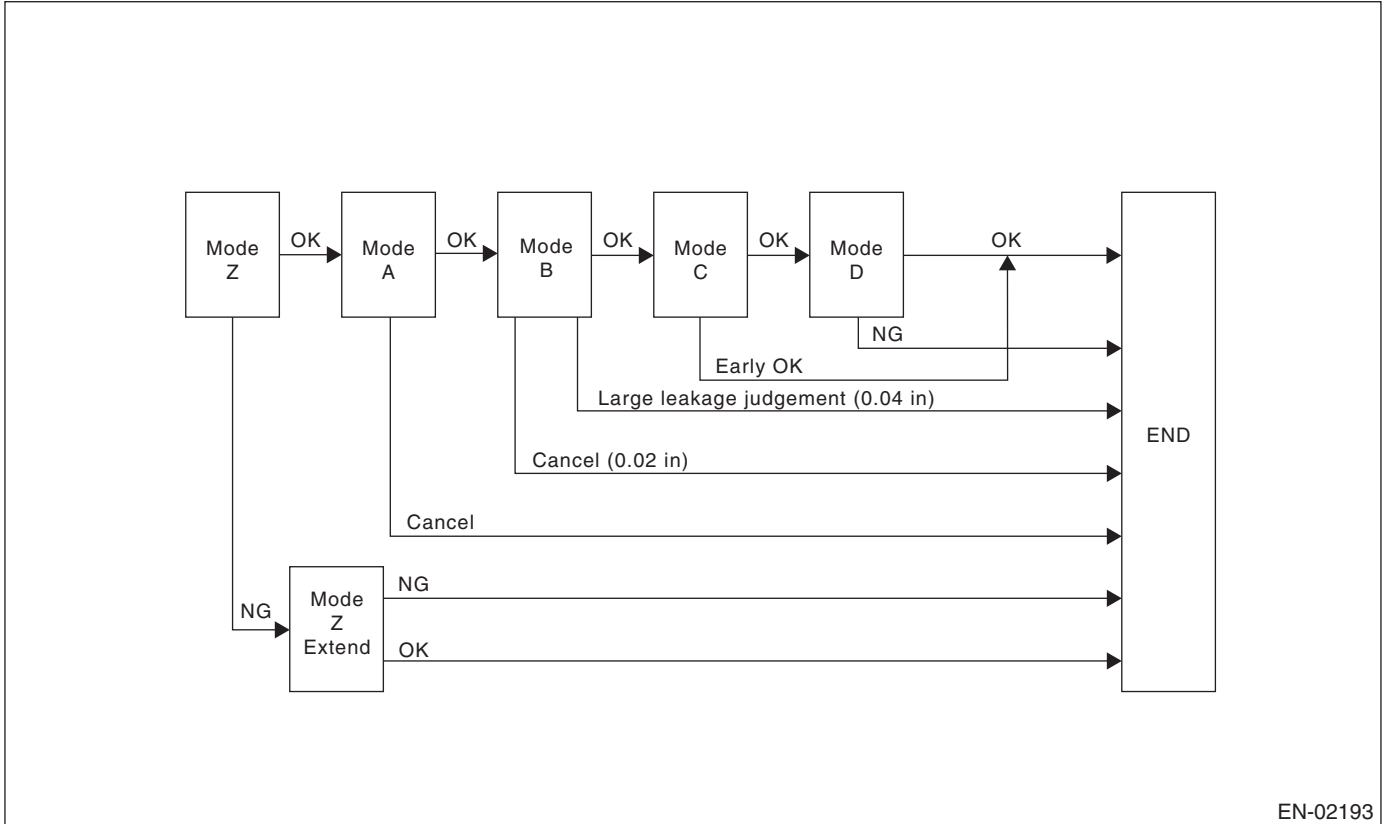 Mode
Z
OK
Mode
A
OK
Mode
B
OK
Mode
C
OK
Mode
D
OK
NG
Early OK
Large leakage judgement (0.04 in)
Cancel (0.02 in)
Cancel
END
NG
Mode
Z
Extend
NG
OK
EN-02193